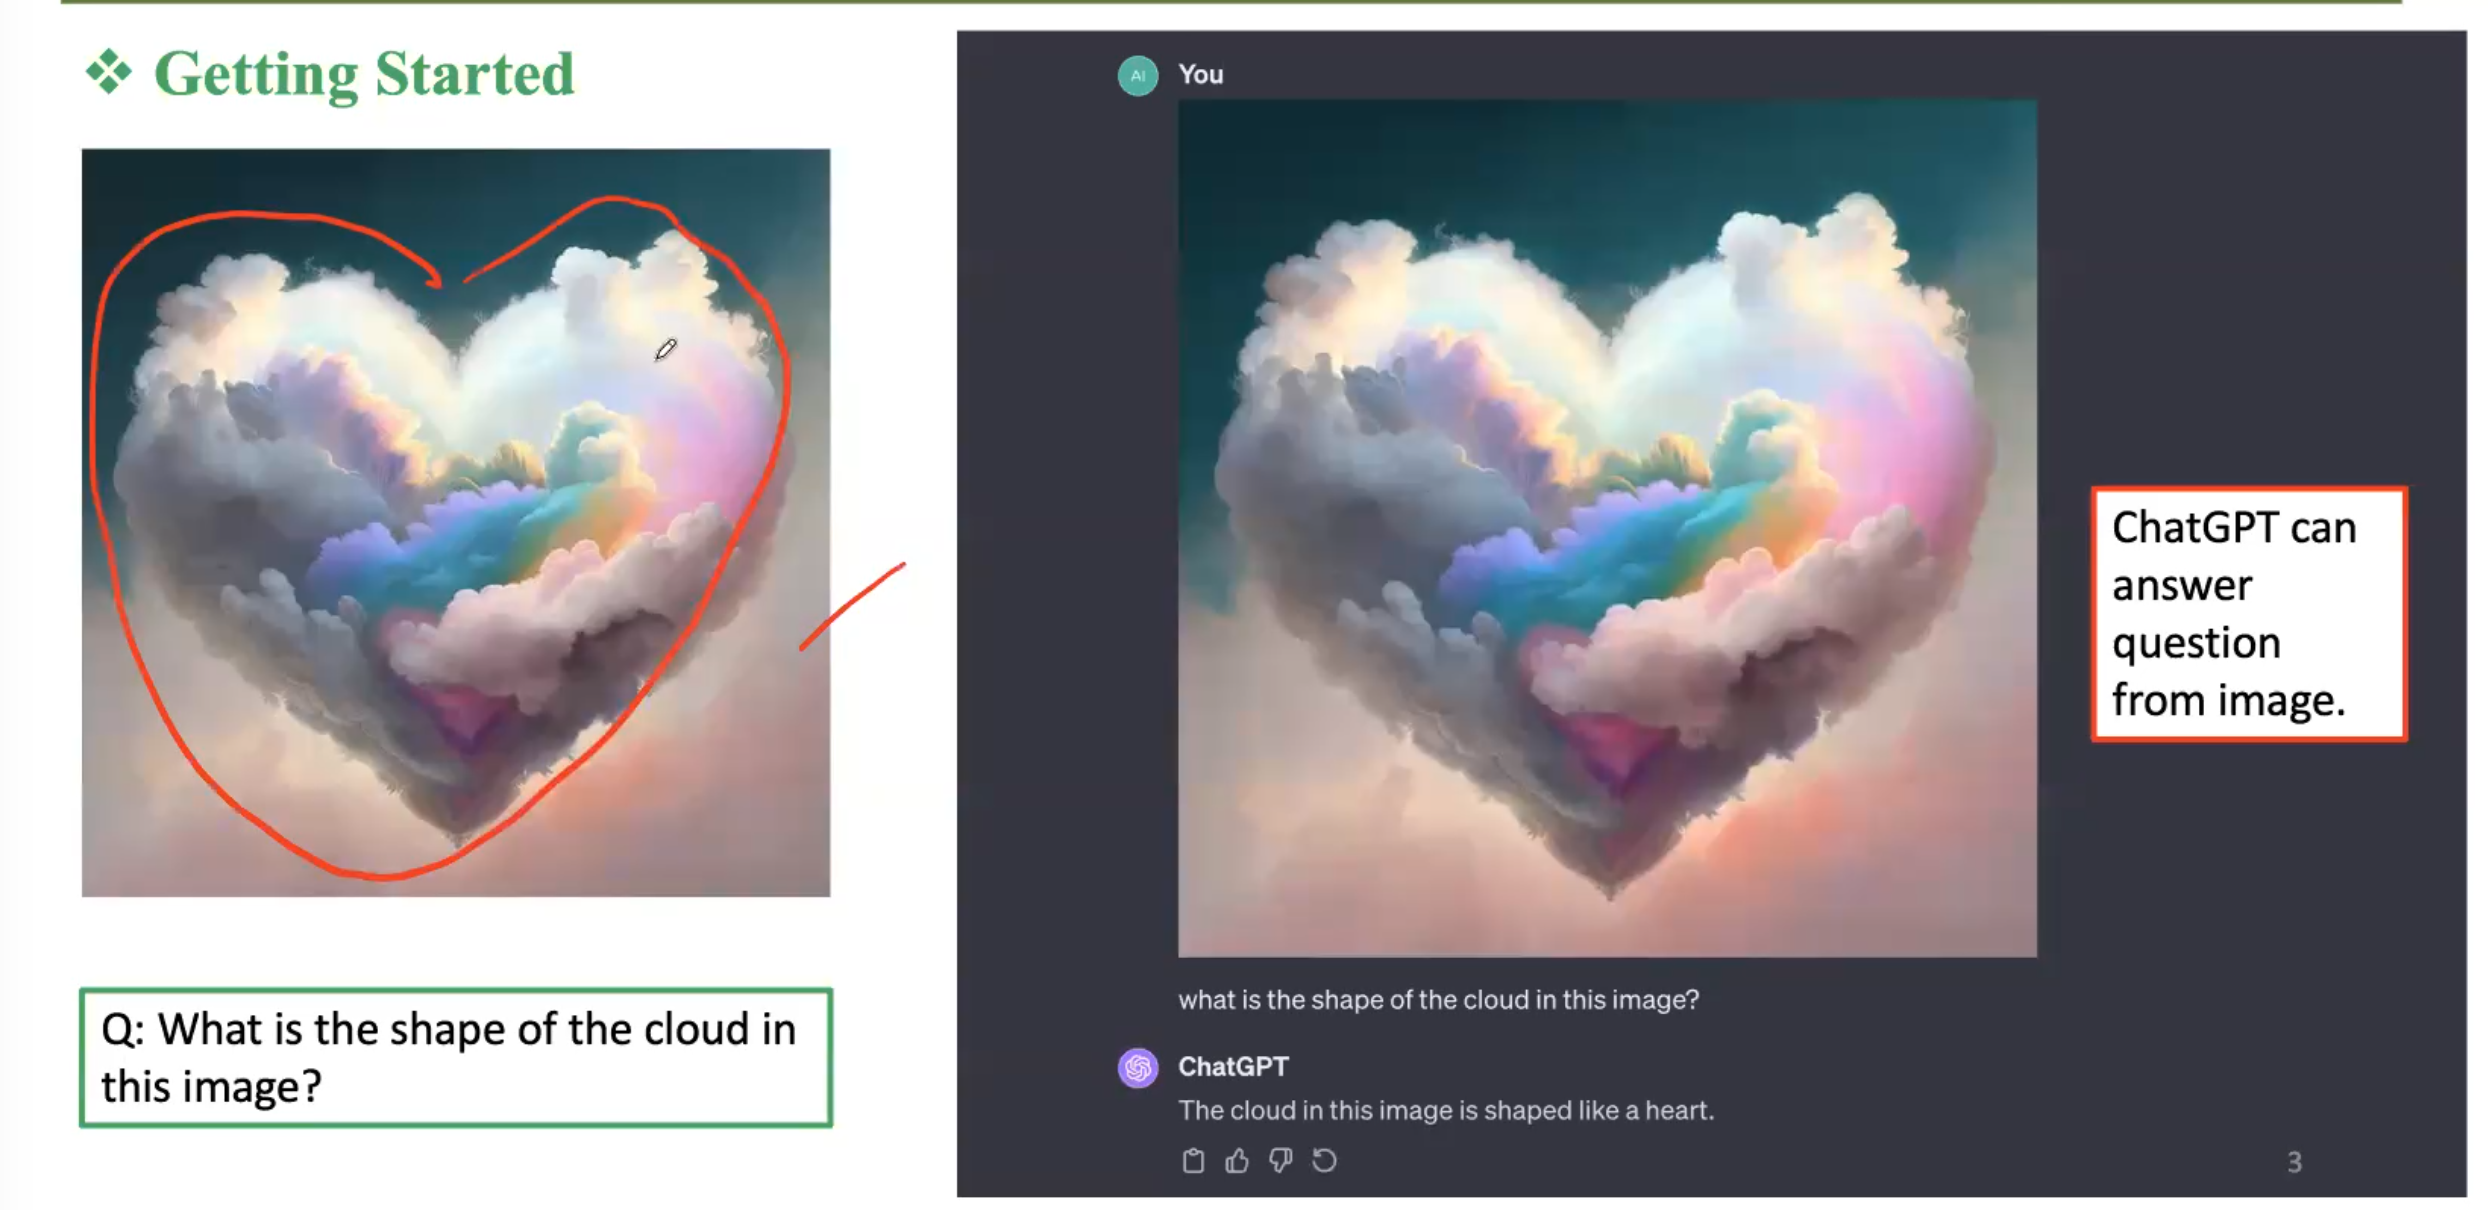 ❖ Getting Started
Q: What is the shape of the cloud in
this image?
AI
You
what is the shape of the cloud in this image?
ChatGPT
The cloud in this image is shaped like a heart.
ChatGPT can
answer
question
from image.
3